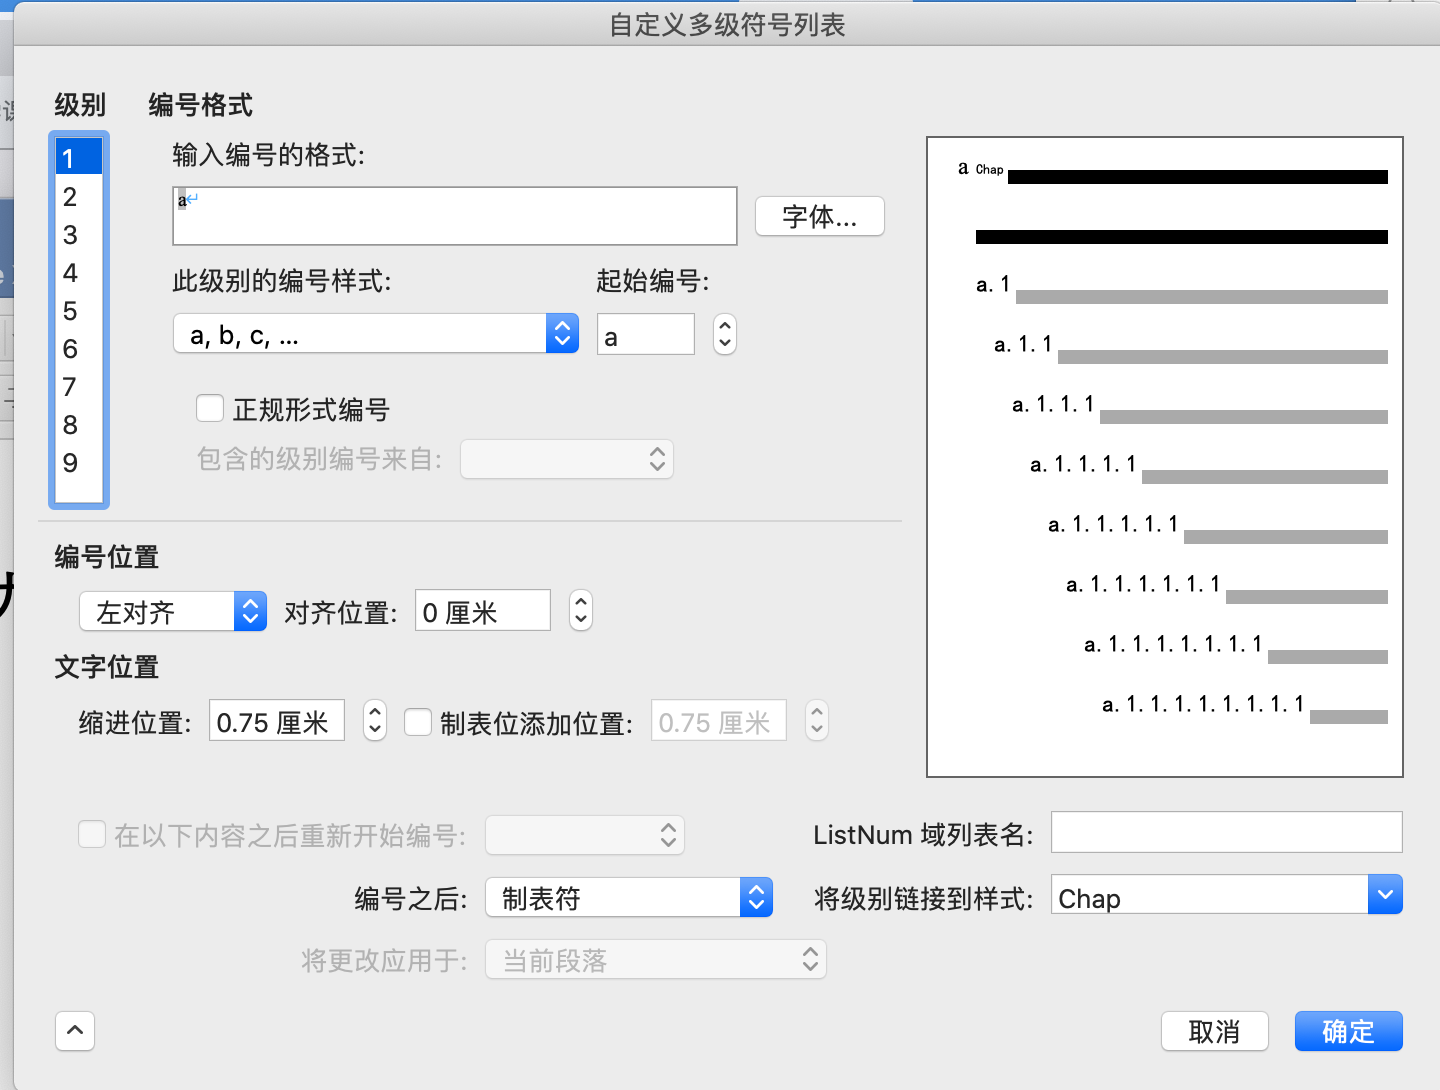 自定义多级符号列表
级别
编号格式
1
2
3
4
5
6
7
8
9
输入编号的格式:
a↵
字体...
此级别的编号样式:
起始编号:
a, b, c, ...
a
正规形式编号
包含的级别编号来自:
编号位置
左对齐
对齐位置:
0 厘米
文字位置
缩进位置:
0.75 厘米
制表位添加位置:
0.75 厘米
a Chap
a. 1
a. 1. 1
a. 1. 1. 1
a. 1. 1. 1. 1
a. 1. 1. 1. 1. 1
a. 1. 1. 1. 1. 1. 1
a. 1. 1. 1. 1. 1. 1. 1
a. 1. 1. 1. 1. 1. 1. 1. 1
在以下内容之后重新开始编号:
ListNum 域列表名:
编号之后:
制表符
将级别链接到样式:
Chap
将更改应用于:
当前段落
取消
确定